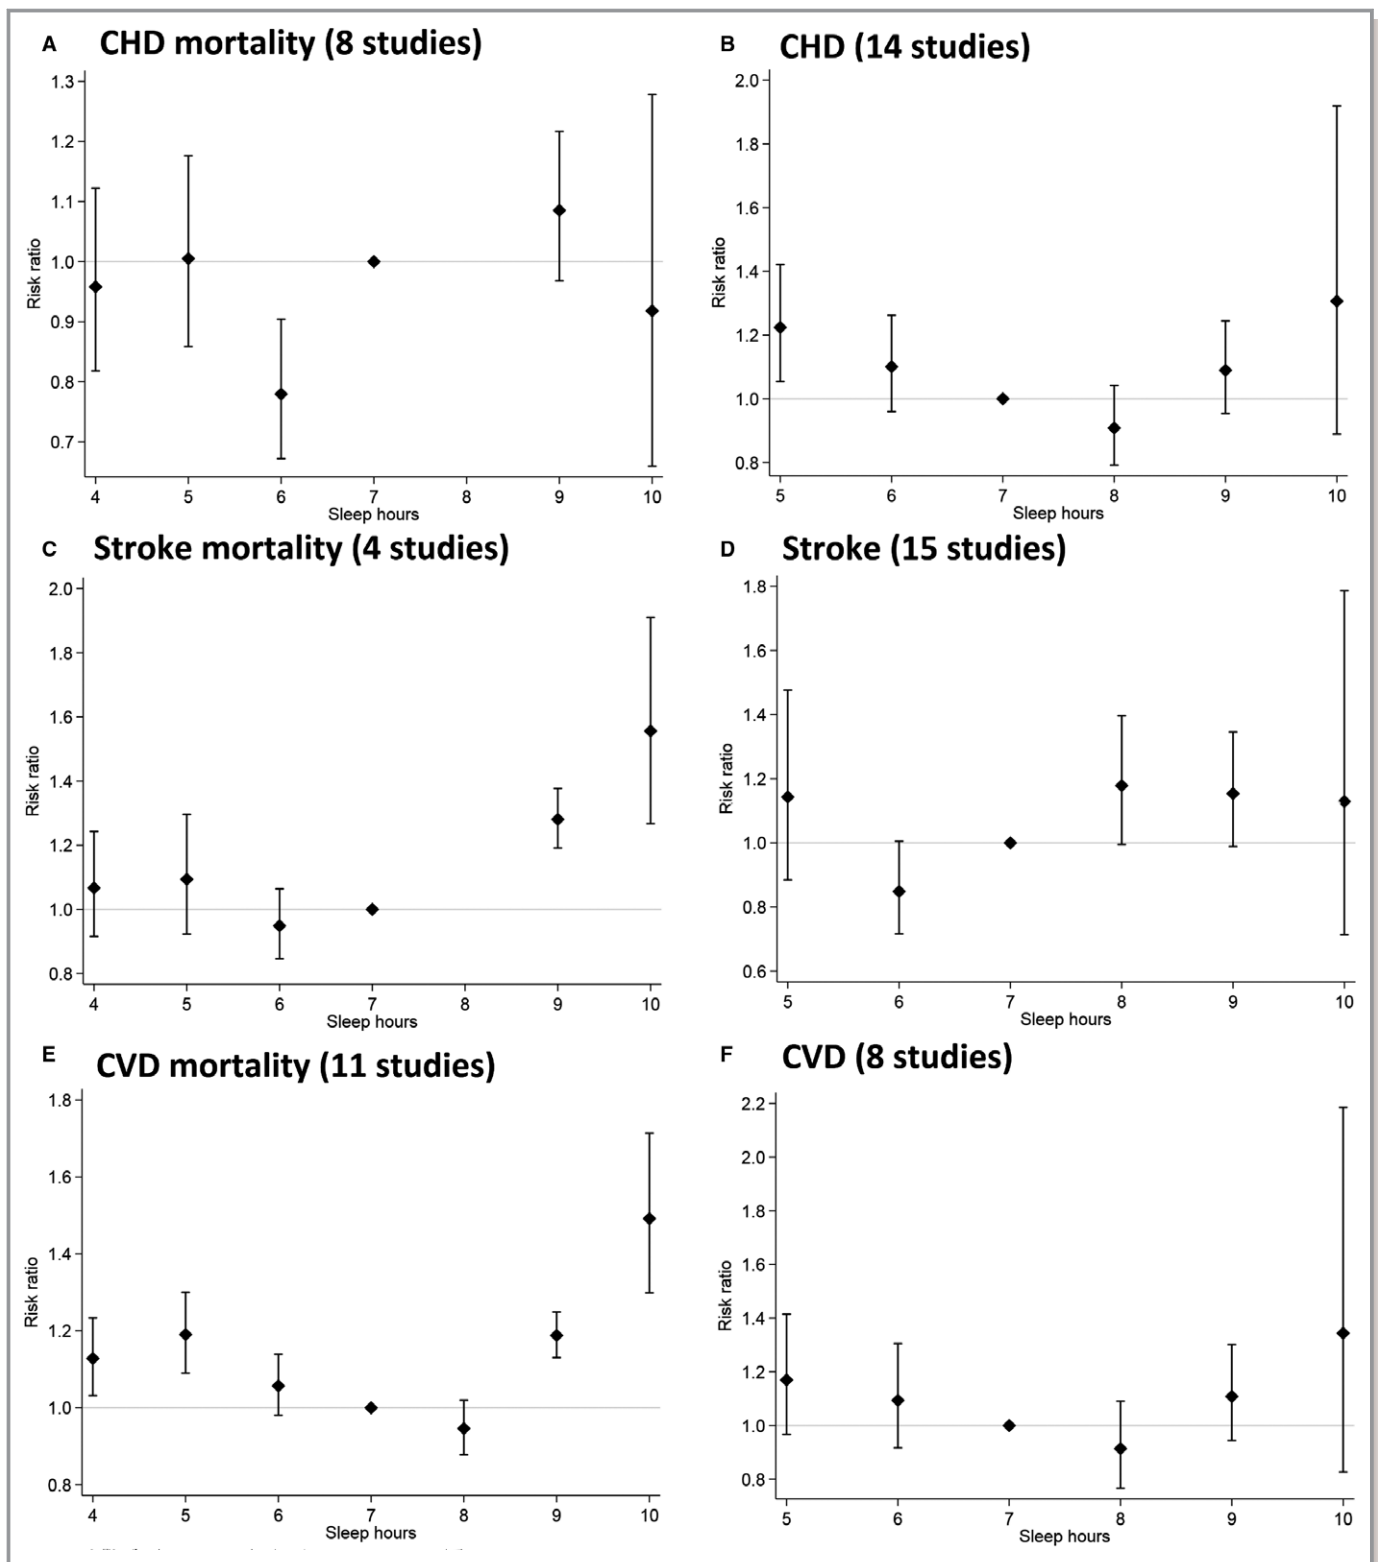 A CHD mortality (8 studies)
1.3
1.2
1.1
1.0
0.9
0.8
0.7
Risk ratio
4 5 6 7 8 9 10
Sleep hours
B CHD (14 studies)
2.0
1.8
1.6
1.4
1.2
1.0
0.8
Risk ratio
5 6 7 8 9 10
Sleep hours
C Stroke mortality (4 studies)
2.0
1.8
1.6
1.4
1.2
1.0
0.8
Risk ratio
4 5 6 7 8 9 10
Sleep hours
D Stroke (15 studies)
1.8
1.6
1.4
1.2
1.0
0.8
0.6
Risk ratio
5 6 7 8 9 10
Sleep hours
E CVD mortality (11 studies)
1.8
1.6
1.4
1.2
1.0
0.8
Risk ratio
4 5 6 7 8 9 10
Sleep hours
F CVD (8 studies)
2.2
2.0
1.8
1.6
1.4
1.2
1.0
0.8
Risk ratio
5 6 7 8 9 10
Sleep hours